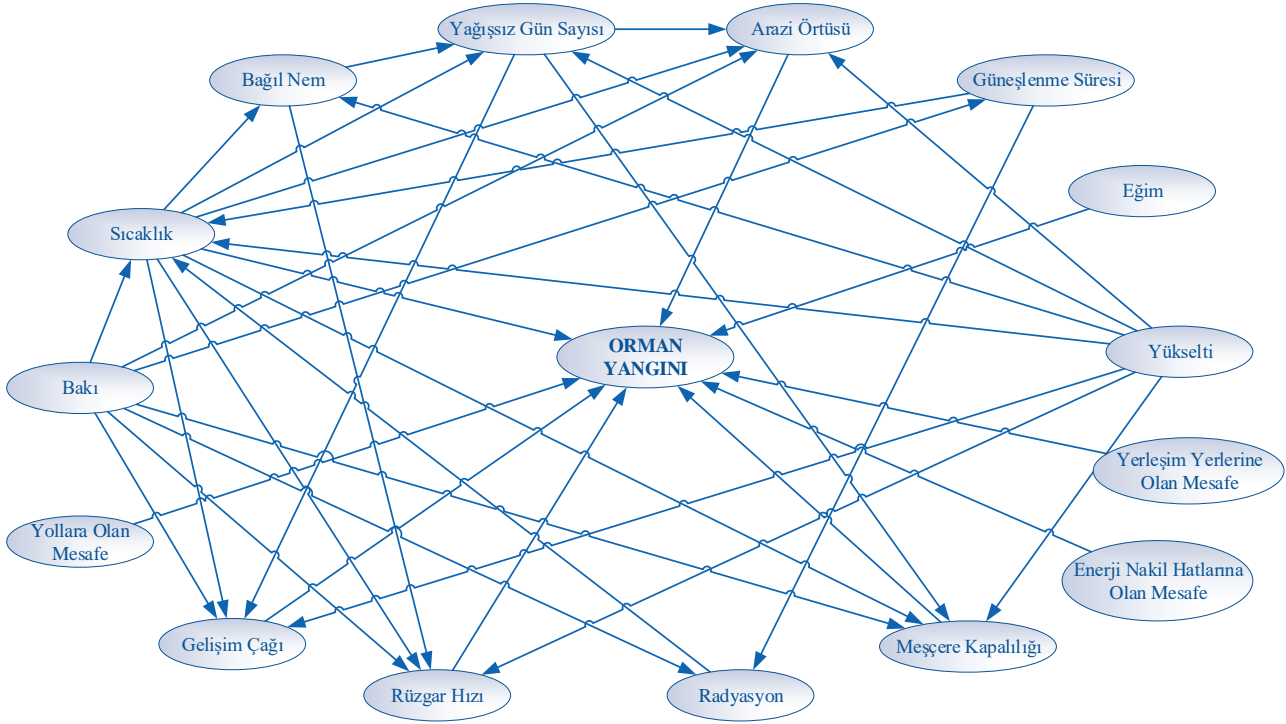 Yağışsız Gün Sayısı
Arazi Örtüsü
Bağıl Nem
Güneşlenme Süresi
Eğim
Sıcaklık
ORMAN
YANGINI
Yükselti
Bakı
Yerleşim Yerlerine
Olan Mesafe
Yollara Olan
Mesafe
Enerji Nakil Hatlarına
Olan Mesafe
Gelişim Çağı
Meşçere Kapalılığı
Rüzgar Hızı
Radyasyon